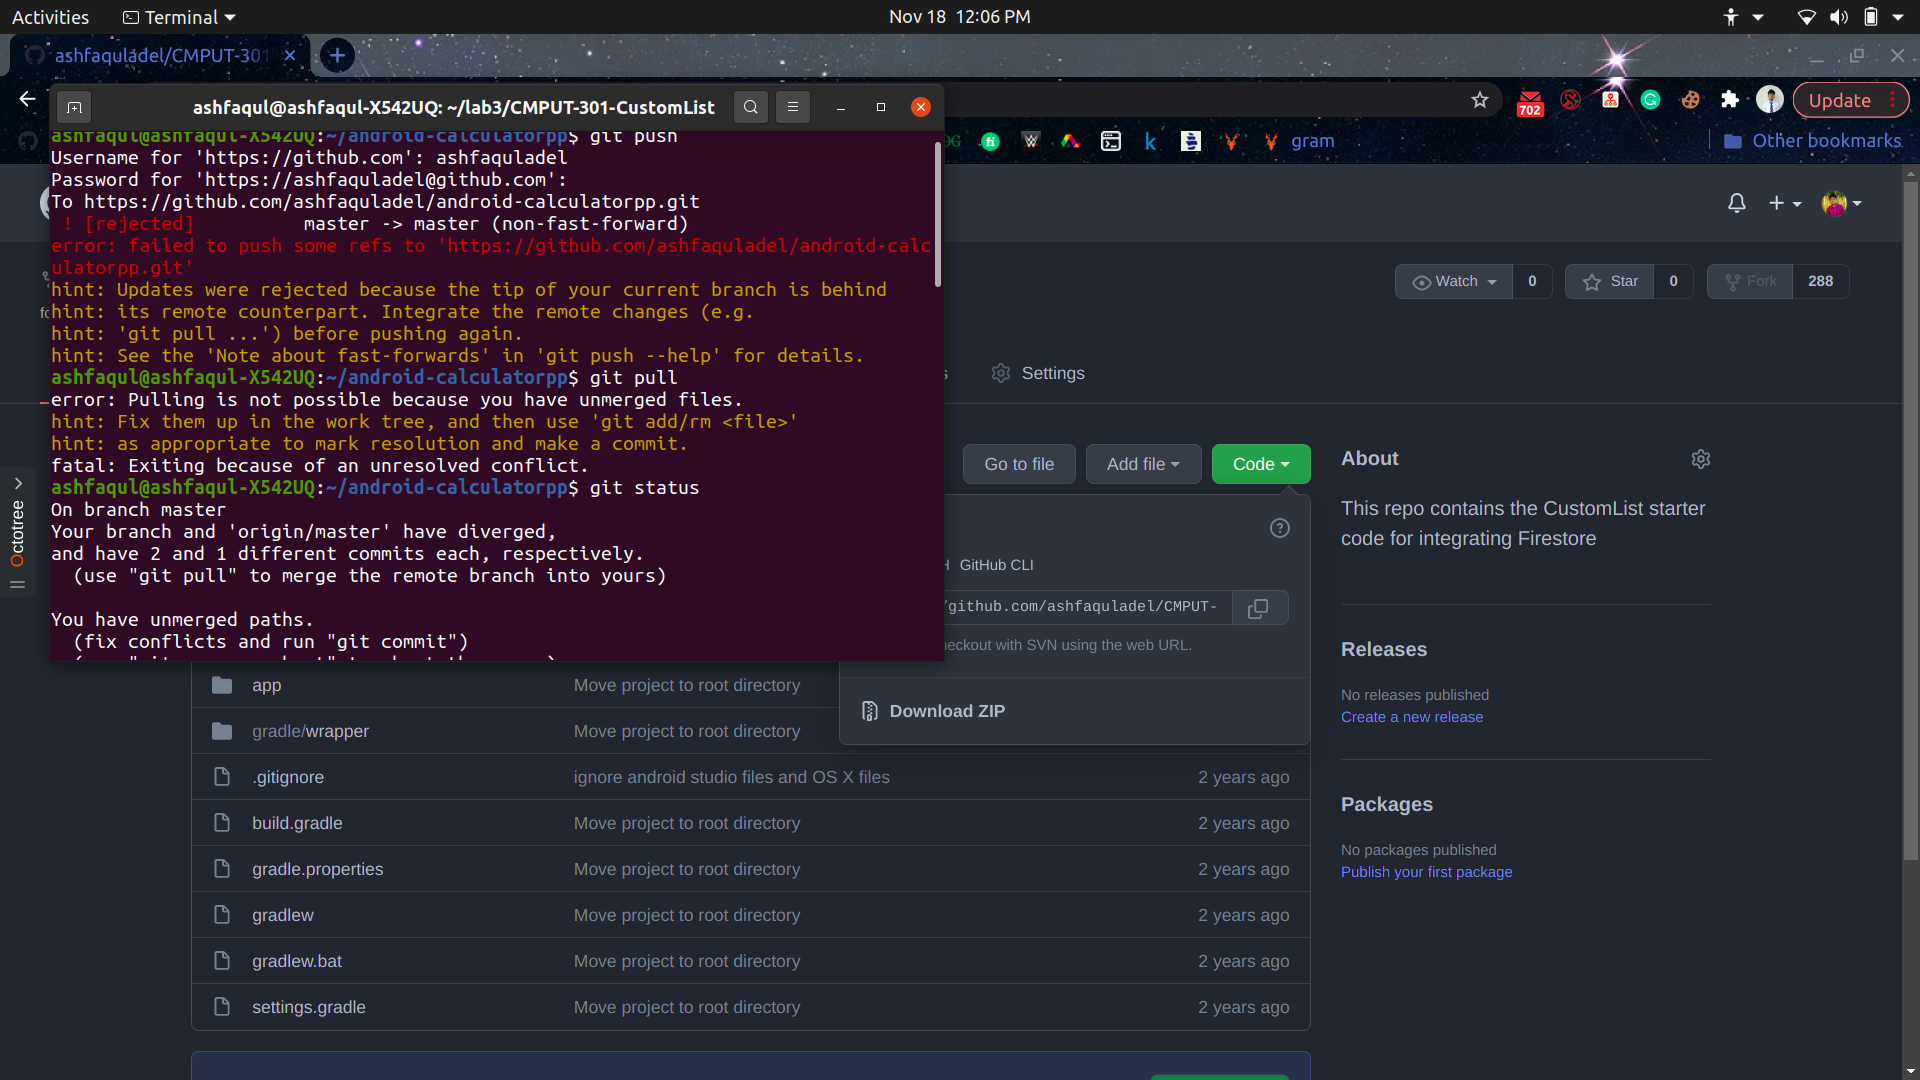 Activities
Terminal
Nov 18 12:06 PM
ashfaquladel/CMPUT-301
702
Update
gram
Other bookmarks
ashfaqul@ashfaqul-X542UQ: ~/lab3/CMPUT-301-CustomList
ashfaqul@ashfaqul-X542UQ:~/android-calculatorpp$ git push
Username for 'https://github.com': ashfaquladel
Password for 'https://ashfaquladel@github.com':
To https://github.com/ashfaquladel/android-calculatorpp.git
! [rejected] master -> master (non-fast-forward)
error: failed to push some refs to 'https://github.com/ashfaquladel/android-calc
ulatorpp.git'
hint: Updates were rejected because the tip of your current branch is behind
hint: its remote counterpart. Integrate the remote changes (e.g.
hint: 'git pull ...') before pushing again.
hint: See the 'Note about fast-forwards' in 'git push --help' for details.
ashfaqul@ashfaqul-X542UQ:~/android-calculatorpp$ git pull
error: Pulling is not possible because you have unmerged files.
hint: Fix them up in the work tree, and then use 'git add/rm <file>'
hint: as appropriate to mark resolution and make a commit.
fatal: Exiting because of an unresolved conflict.
ashfaqul@ashfaqul-X542UQ:~/android-calculatorpp$ git status
On branch master
Your branch and 'origin/master' have diverged,
and have 2 and 1 different commits each, respectively.
(use "git pull" to merge the remote branch into yours)
You have unmerged paths.
(fix conflicts and run "git commit")
Watch 0
Star 0
Fork 288
Settings
Go to file
Add file
Code
GitHub CLI
/github.com/ashfaquladel/CMPUT-
checkout with SVN using the web URL.
Download ZIP
Octotree
app Move project to root directory
gradle/wrapper Move project to root directory
.gitignore ignore android studio files and OS X files 2 years ago
build.gradle Move project to root directory 2 years ago
gradle.properties Move project to root directory 2 years ago
gradlew Move project to root directory 2 years ago
gradlew.bat Move project to root directory 2 years ago
settings.gradle Move project to root directory 2 years ago
About
This repo contains the CustomList starter
code for integrating Firestore
Releases
No releases published
Create a new release
Packages
No packages published
Publish your first package